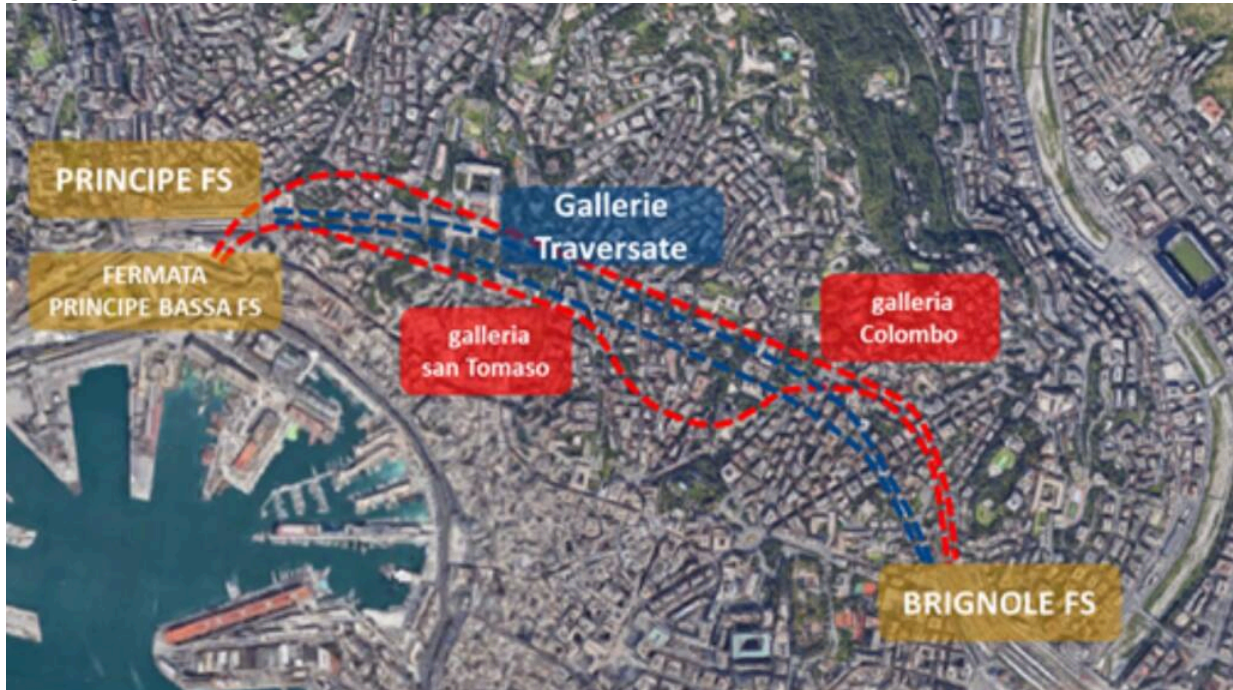 PRINCIPE FS
FERMATA
PRINCIPE BASSA FS
Gallerie
Traversate
galleria
san Tomaso
galleria
Colombo
BRIGNOLE FS